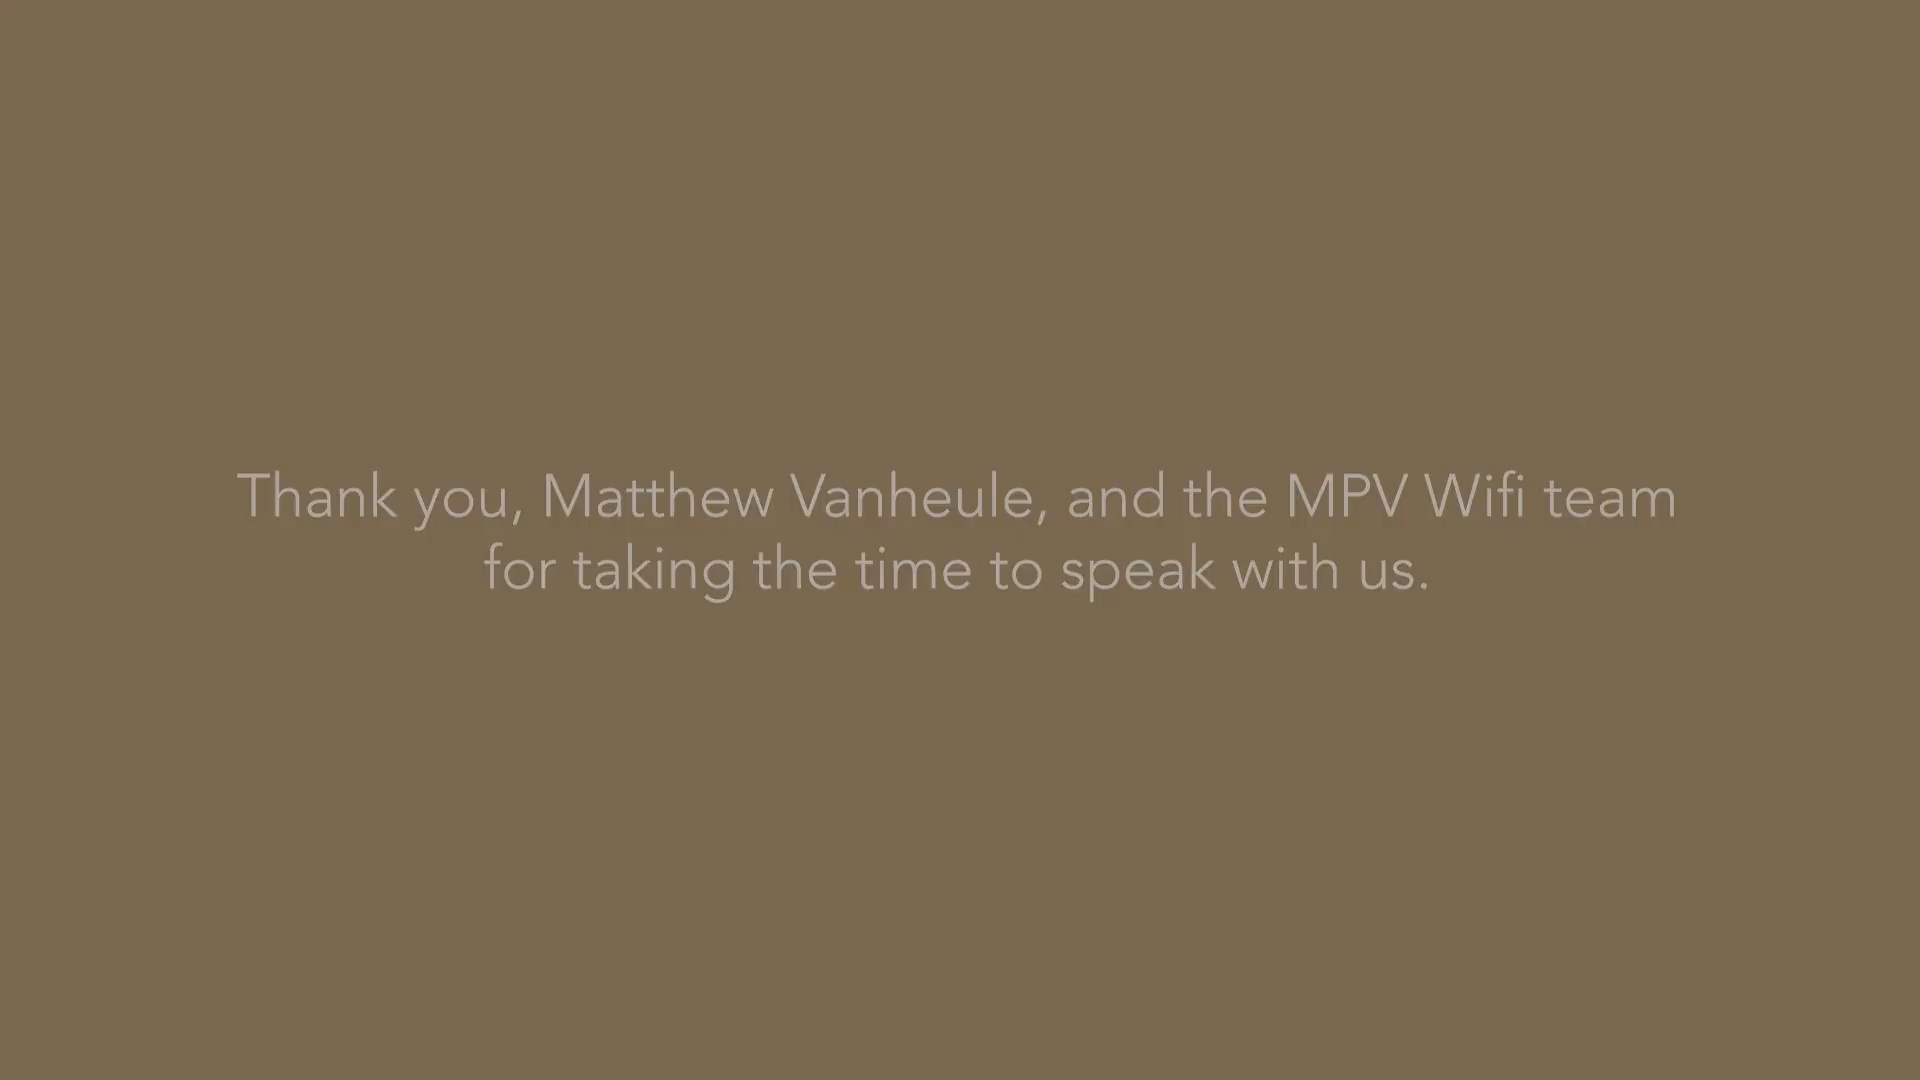 Thank you, Matthew Vanheule, and the MPV Wifi team
for taking the time to speak with us.